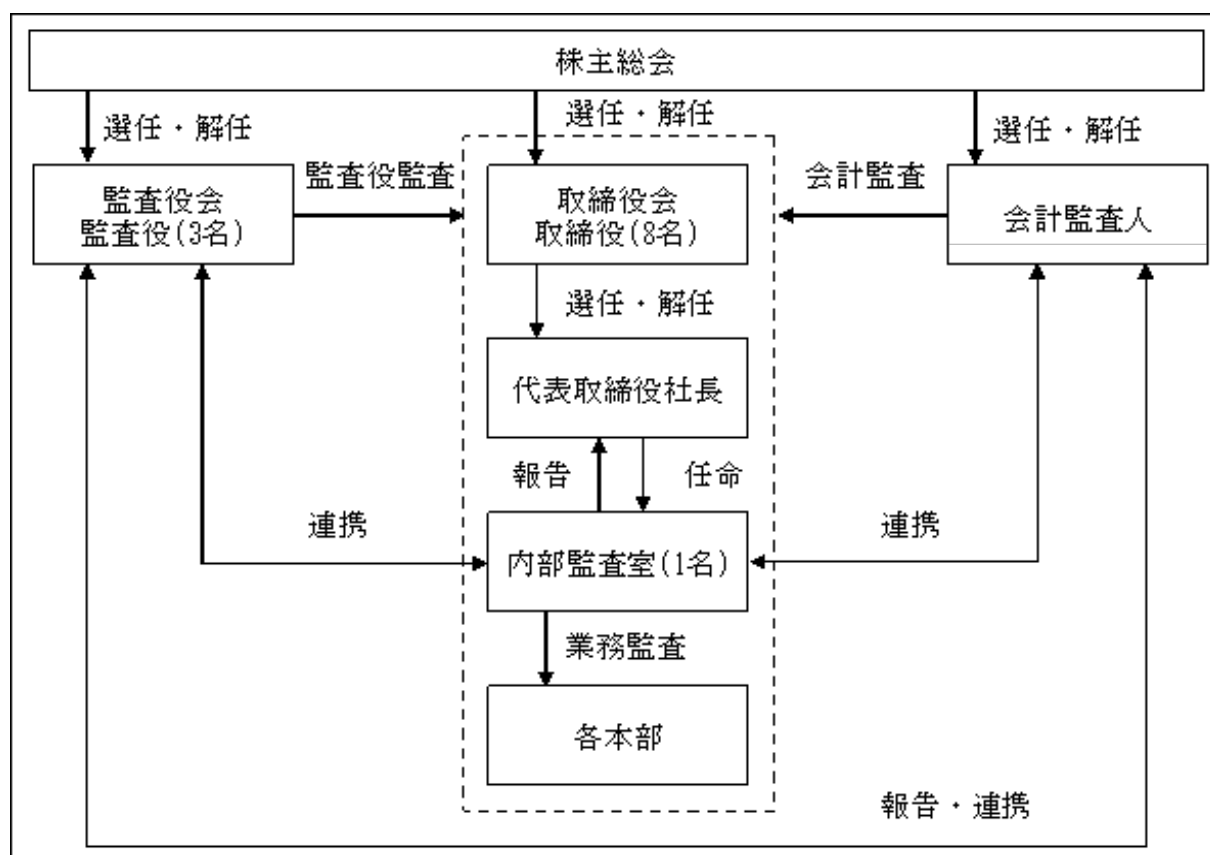 株主総会
選任・解任
選任・解任
選任・解任
監査役会
監査役(3名)
監査役監査
取締役会
取締役(8名)
会計監査
会計監査人
選任・解任
代表取締役社長
報告
任命
連携
内部監査室(1名)
連携
業務監査
各本部
報告・連携